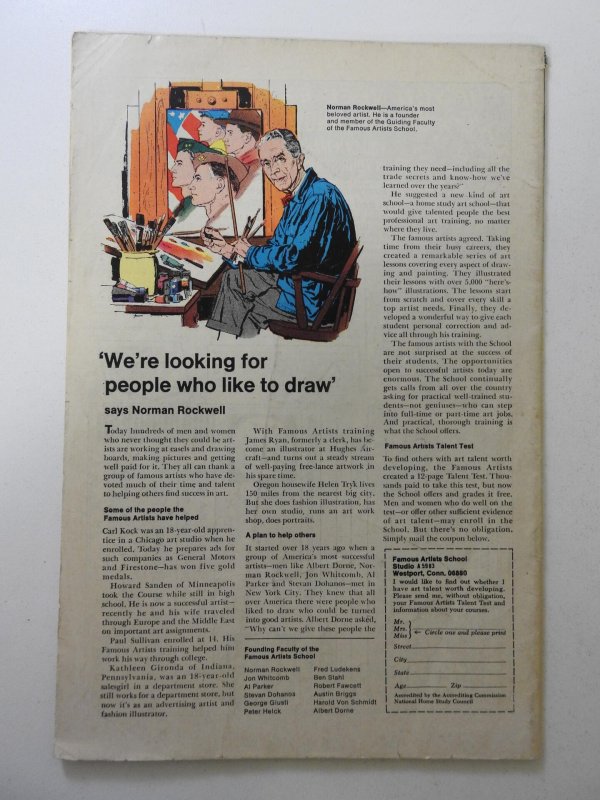 Norman Rockwell—America's most
beloved artist. He is a founder
and member of the Guiding Faculty
of the Famous Artists School.
'We're looking for
people who like to draw'
says Norman Rockwell
Today hundreds of men and women
who never thought they could be art-
ists are working at easels and drawing
boards, making pictures and getting
well paid for it. They all can thank a
group of famous artists who have de-
voted much of their time and talent
to helping others find success in art.
Some of the people the
Famous Artists have helped
Carl Kock was an 18-year-old appren-
tice in a Chicago art studio when he
enrolled. Today he prepares ads for
such companies as General Motors
and Firestone—has won five gold
medals.
Howard Sanden of Minneapolis
took the Course while still in high
school. He is now a successful artist—
recently he and his wife traveled
through Europe and the Middle East
on important art assignments.
Paul Sullivan enrolled at 14. His
Famous Artists training helped him
work his way through college.
Kathleen Gironda of Indiana,
Pennsylvania, was an 18-year-old
salesgirl in a department store. She
still works for a department store, but
now it's as an advertising artist and
fashion illustrator.
With Famous Artists training
James Ryan, formerly a clerk, has be-
come an illustrator at Hughes Air-
craft—and turns out a steady stream
of well-paying free-lance artwork in
his spare time.
Oregon housewife Helen Tryk lives
150 miles from the nearest big city.
But she does fashion illustration, has
her own studio, runs an art work
shop, does portraits.
A plan to help others
It started over 18 years ago when a
group of America's most successful
artists—men like Albert Dorne, Nor-
man Rockwell, Jon Whitcomb, Al
Parker and Stevan Dohanos—met in
New York City. They knew that all
over America there were people who
liked to draw who could be turned
into good artists. Albert Dorne asked,
"Why can't we give these people the
Founding Faculty of the
Famous Artists School
Norman Rockwell
Jon Whitcomb
Al Parker
Stevan Dohanos
George Giusti
Peter Helck
Fred Ludekens
Ben Stahl
Robert Fawcett
Austin Briggs
Harold Von Schmidt
Albert Dorne
training they need—including all the
trade secrets and know-how we've
learned over the years?"
He suggested a new kind of art
school—a home study art school—that
would give talented people the best
professional art training, no matter
where they live.
The famous artists agreed. Taking
time from their busy careers, they
created a remarkable series of art
lessons covering every aspect of draw-
ing and painting. They illustrated
their lessons with over 5,000 "here's-
how" illustrations. The lessons start
from scratch and cover every skill a
top artist needs. Finally, they de-
veloped a wonderful way to give each
student personal correction and ad-
vice all through his training.
The famous artists with the School
are not surprised at the success of
their students. The opportunities
open to successful artists today are
enormous. The School continually
gets calls from all over the country
asking for practical well-trained stu-
dents—not geniuses—who can step
into full-time or part-time art jobs.
And practical, thorough training is
what the School offers.
Famous Artists Talent Test
To find others with art talent worth
developing, the Famous Artists
created a 12-page Talent Test. Thou-
sands paid to take this test, but now
the School offers and grades it free.
Men and women who do well on the
test—or offer other sufficient evidence
of art talent—may enroll in the
School. But there's no obligation.
Simply mail the coupon below.
Famous Artists School
Studio A5983
Westport, Conn. 06880
I would like to find out whether I
have art talent worth developing.
Please send me, without obligation,
your Famous Artists Talent Test and
information about your courses.
Mr.
Mrs.
Miss
← Circle one and please print
Street
City
State
Age Zip
Accredited by the Accrediting Commission
National Home Study Council